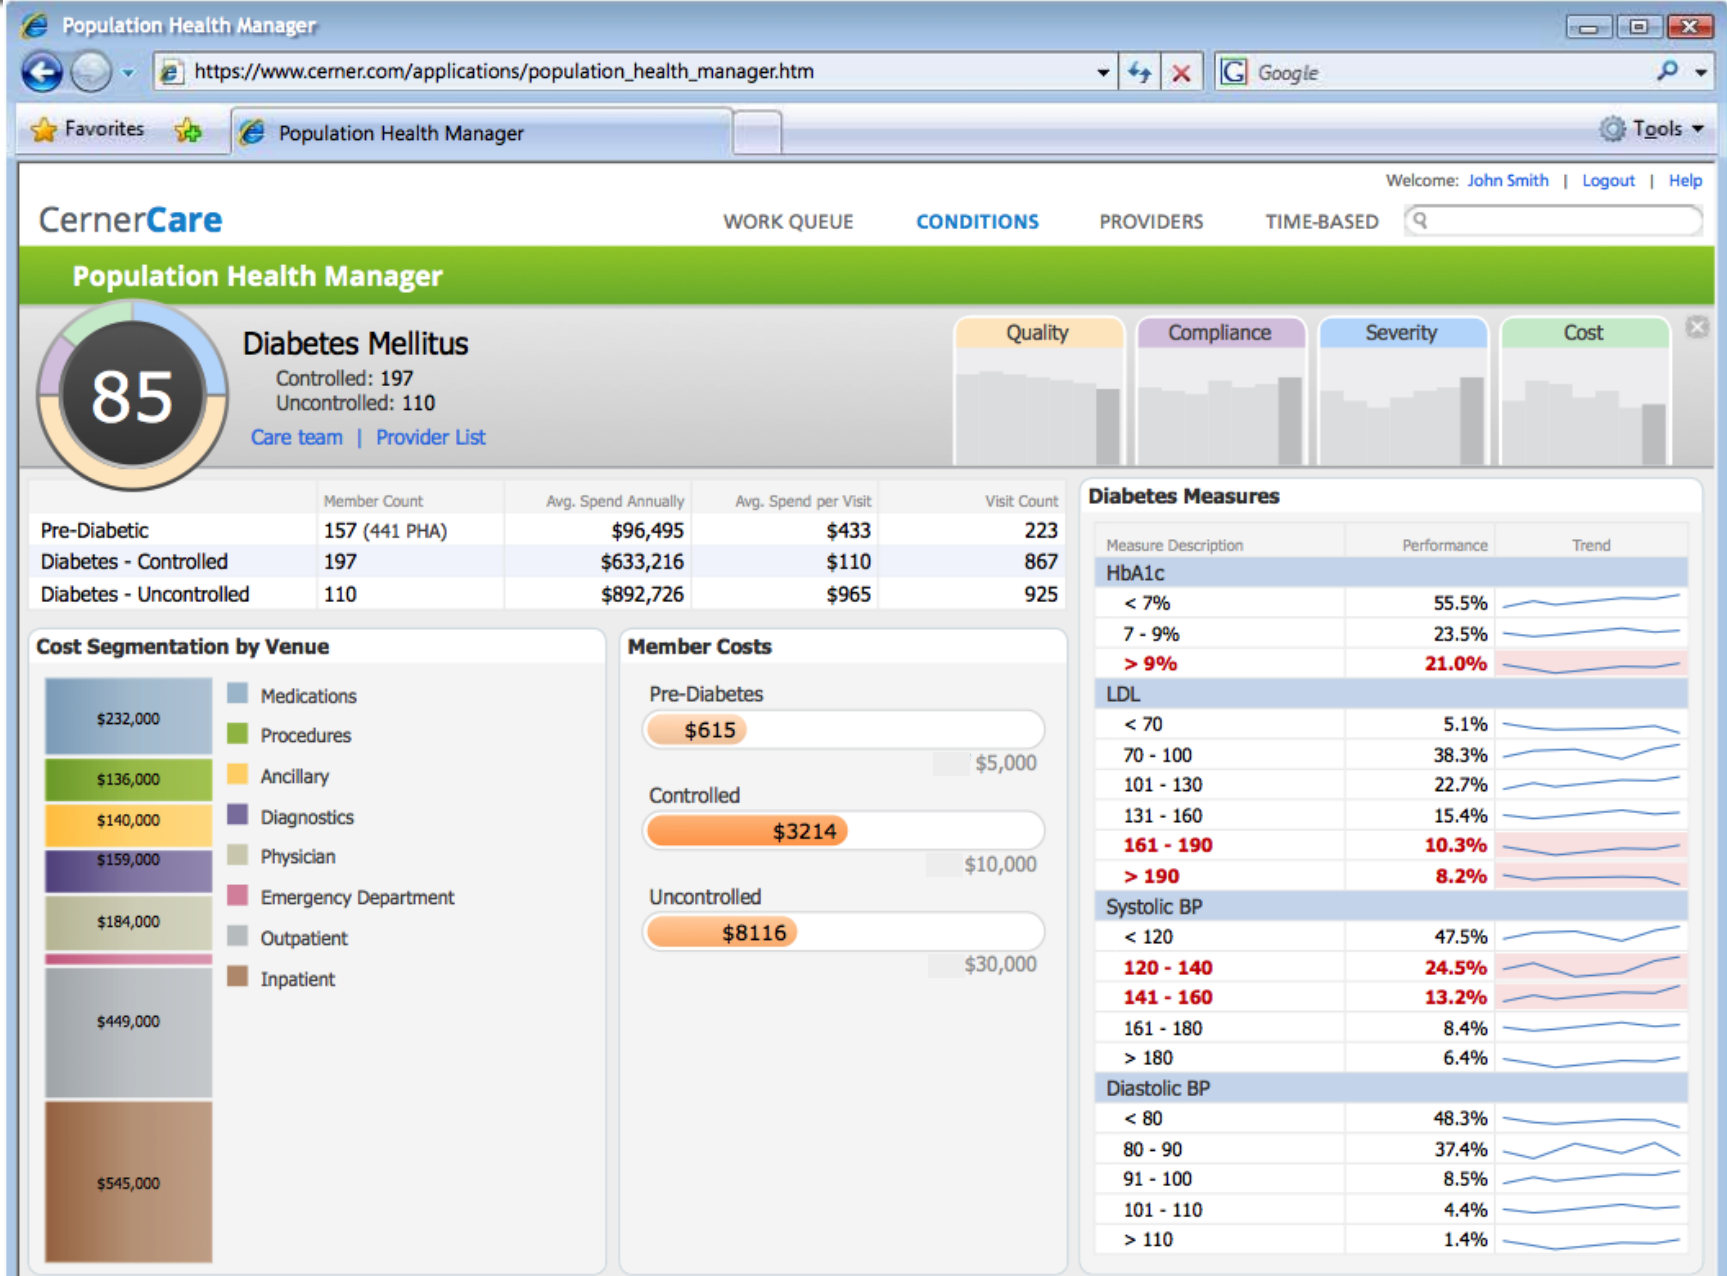 Population Health Manager
https://www.cerner.com/applications/population_health_manager.htm
Google
Favorites
Population Health Manager
Tools
Welcome: John Smith | Logout | Help
CernerCare
WORK QUEUE CONDITIONS PROVIDERS TIME-BASED
Population Health Manager
85
Diabetes Mellitus
Controlled: 197
Uncontrolled: 110
Care team | Provider List
Quality Compliance Severity Cost
Member Count Avg. Spend Annually Avg. Spend per Visit Visit Count
Pre-Diabetic 157 (441 PHA) $96,495 $433 223
Diabetes - Controlled 197 $633,216 $110 867
Diabetes - Uncontrolled 110 $892,726 $965 925
Cost Segmentation by Venue
$232,000
$136,000
$140,000
$159,000
$184,000
$449,000
$545,000
Medications
Procedures
Ancillary
Diagnostics
Physician
Emergency Department
Outpatient
Inpatient
Member Costs
Pre-Diabetes
$615
$5,000
Controlled
$3214
$10,000
Uncontrolled
$8116
$30,000
Diabetes Measures
Measure Description Performance Trend
HbA1c
< 7% 55.5%
7 - 9% 23.5%
> 9% 21.0%
LDL
< 70 5.1%
70 - 100 38.3%
101 - 130 22.7%
131 - 160 15.4%
161 - 190 10.3%
> 190 8.2%
Systolic BP
< 120 47.5%
120 - 140 24.5%
141 - 160 13.2%
161 - 180 8.4%
> 180 6.4%
Diastolic BP
< 80 48.3%
80 - 90 37.4%
91 - 100 8.5%
101 - 110 4.4%
> 110 1.4%